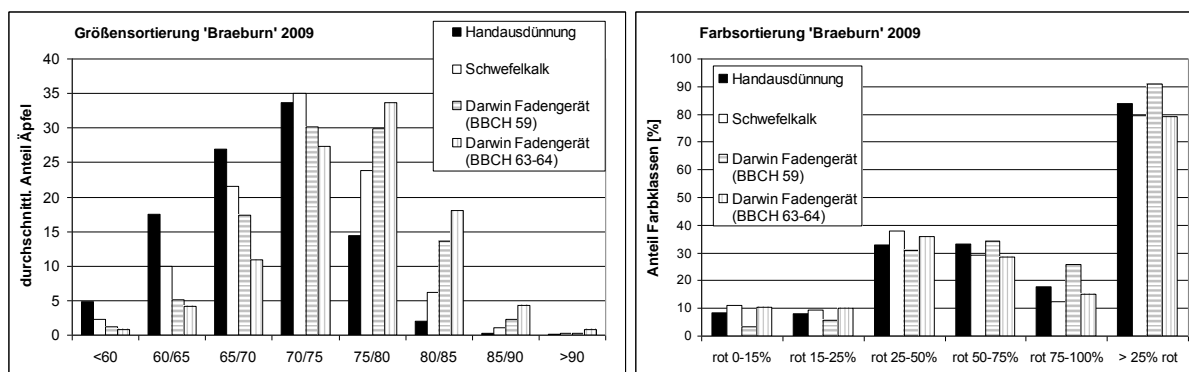 Größensortierung 'Braeburn' 2009
durchschnittl. Anteil Äpfel
40
35
30
25
20
15
10
5
0
Handausdünnung
Schwefelkalk
Darwin Fadengerät
(BBCH 59)
Darwin Fadengerät
(BBCH 63-64)
<60 60/65 65/70 70/75 75/80 80/85 85/90 >90
Farbsortierung 'Braeburn' 2009
Anteil Farbklassen [%]
100
90
80
70
60
50
40
30
20
10
0
Handausdünnung
Schwefelkalk
Darwin Fadengerät
(BBCH 59)
Darwin Fadengerät
(BBCH 63-64)
rot 0-15% rot 15-25% rot 25-50% rot 50-75% rot 75-100% > 25% rot